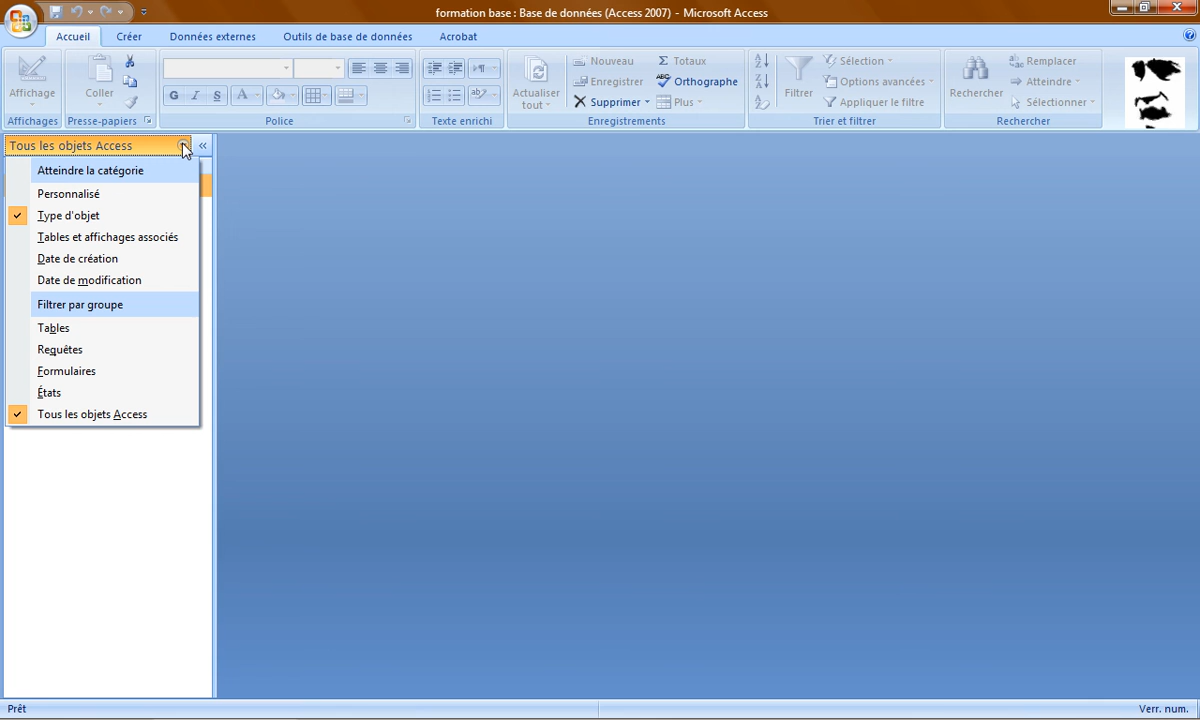 formation base : Base de données (Access 2007) - Microsoft Access
Accueil Créer Données externes Outils de base de données Acrobat
Affichage
Affichages
Coller
Presse-papiers
G I S A
Police
Texte enrichi
Actualiser
tout
Nouveau
Enregistrer
Supprimer
Σ Totaux
ABC Orthographe
Plus
Enregistrements
Filtrer
Sélection
Options avancées
Appliquer le filtre
Trier et filtrer
Rechercher
Remplacer
Atteindre
Sélectionner
Rechercher
Tous les objets Access
Atteindre la catégorie
Personnalisé
Type d'objet
Tables et affichages associés
Date de création
Date de modification
Filtrer par groupe
Tables
Requêtes
Formulaires
États
Tous les objets Access
Prêt
Verr. num.